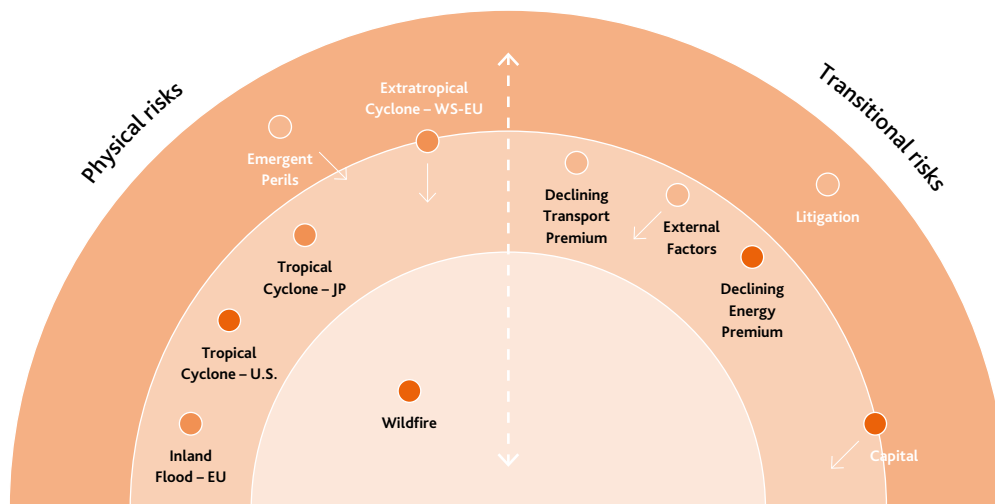 Physical risks
Transitional risks
Extratropical
Cyclone – WS-EU
Emergent
Perils
Declining
Transport
Premium
External
Factors
Litigation
Tropical
Cyclone – JP
Declining
Energy
Premium
Tropical
Cyclone – U.S.
Wildfire
Inland
Flood – EU
Capital